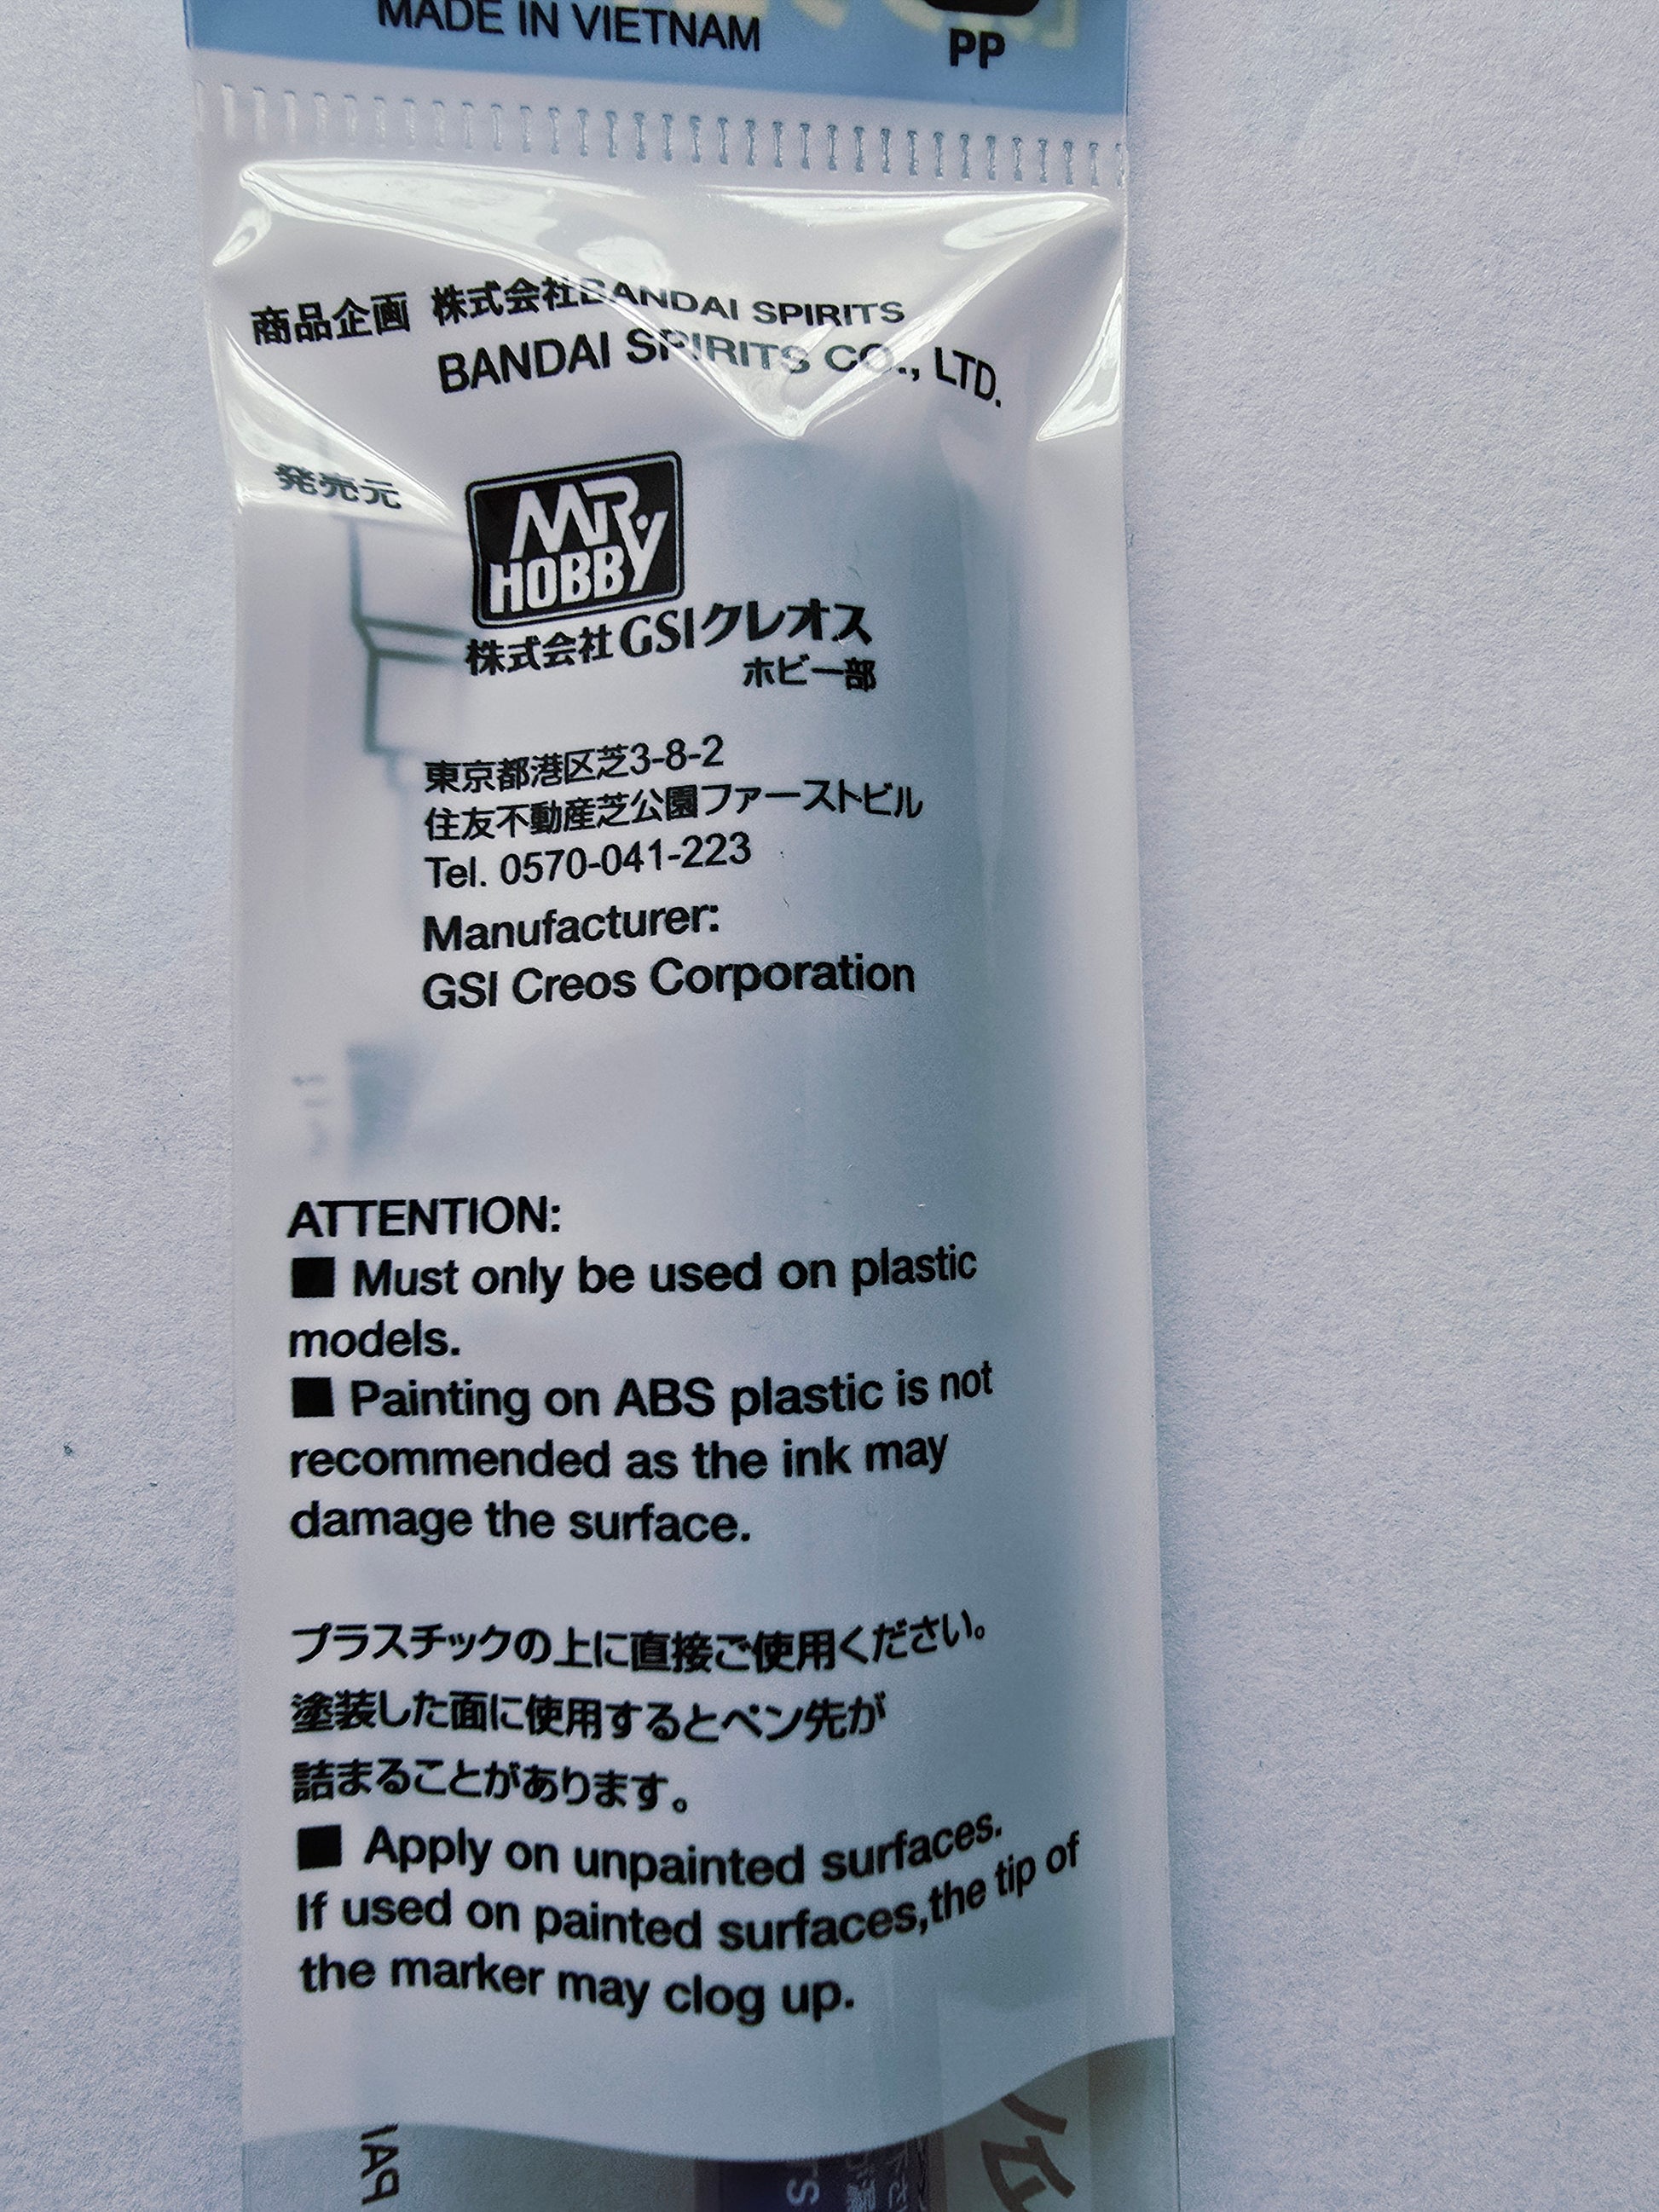 MADE IN VIETNAM
PP
商品企画 株式会社BANDAI SPIRITS
BANDAI SPIRITS CO., LTD.
発売元
MR HOBBY
株式会社GSIクレオス
ホビー部
東京都港区芝3-8-2
住友不動産芝公園ファーストビル
Tel. 0570-041-223
Manufacturer:
GSI Creos Corporation
ATTENTION:
■ Must only be used on plastic
models.
■ Painting on ABS plastic is not
recommended as the ink may
damage the surface.
プラスチックの上に直接ご使用ください。
塗装した面に使用するとペン先が
詰まることがあります。
■ Apply on unpainted surfaces.
If used on painted surfaces,the tip of
the marker may clog up.